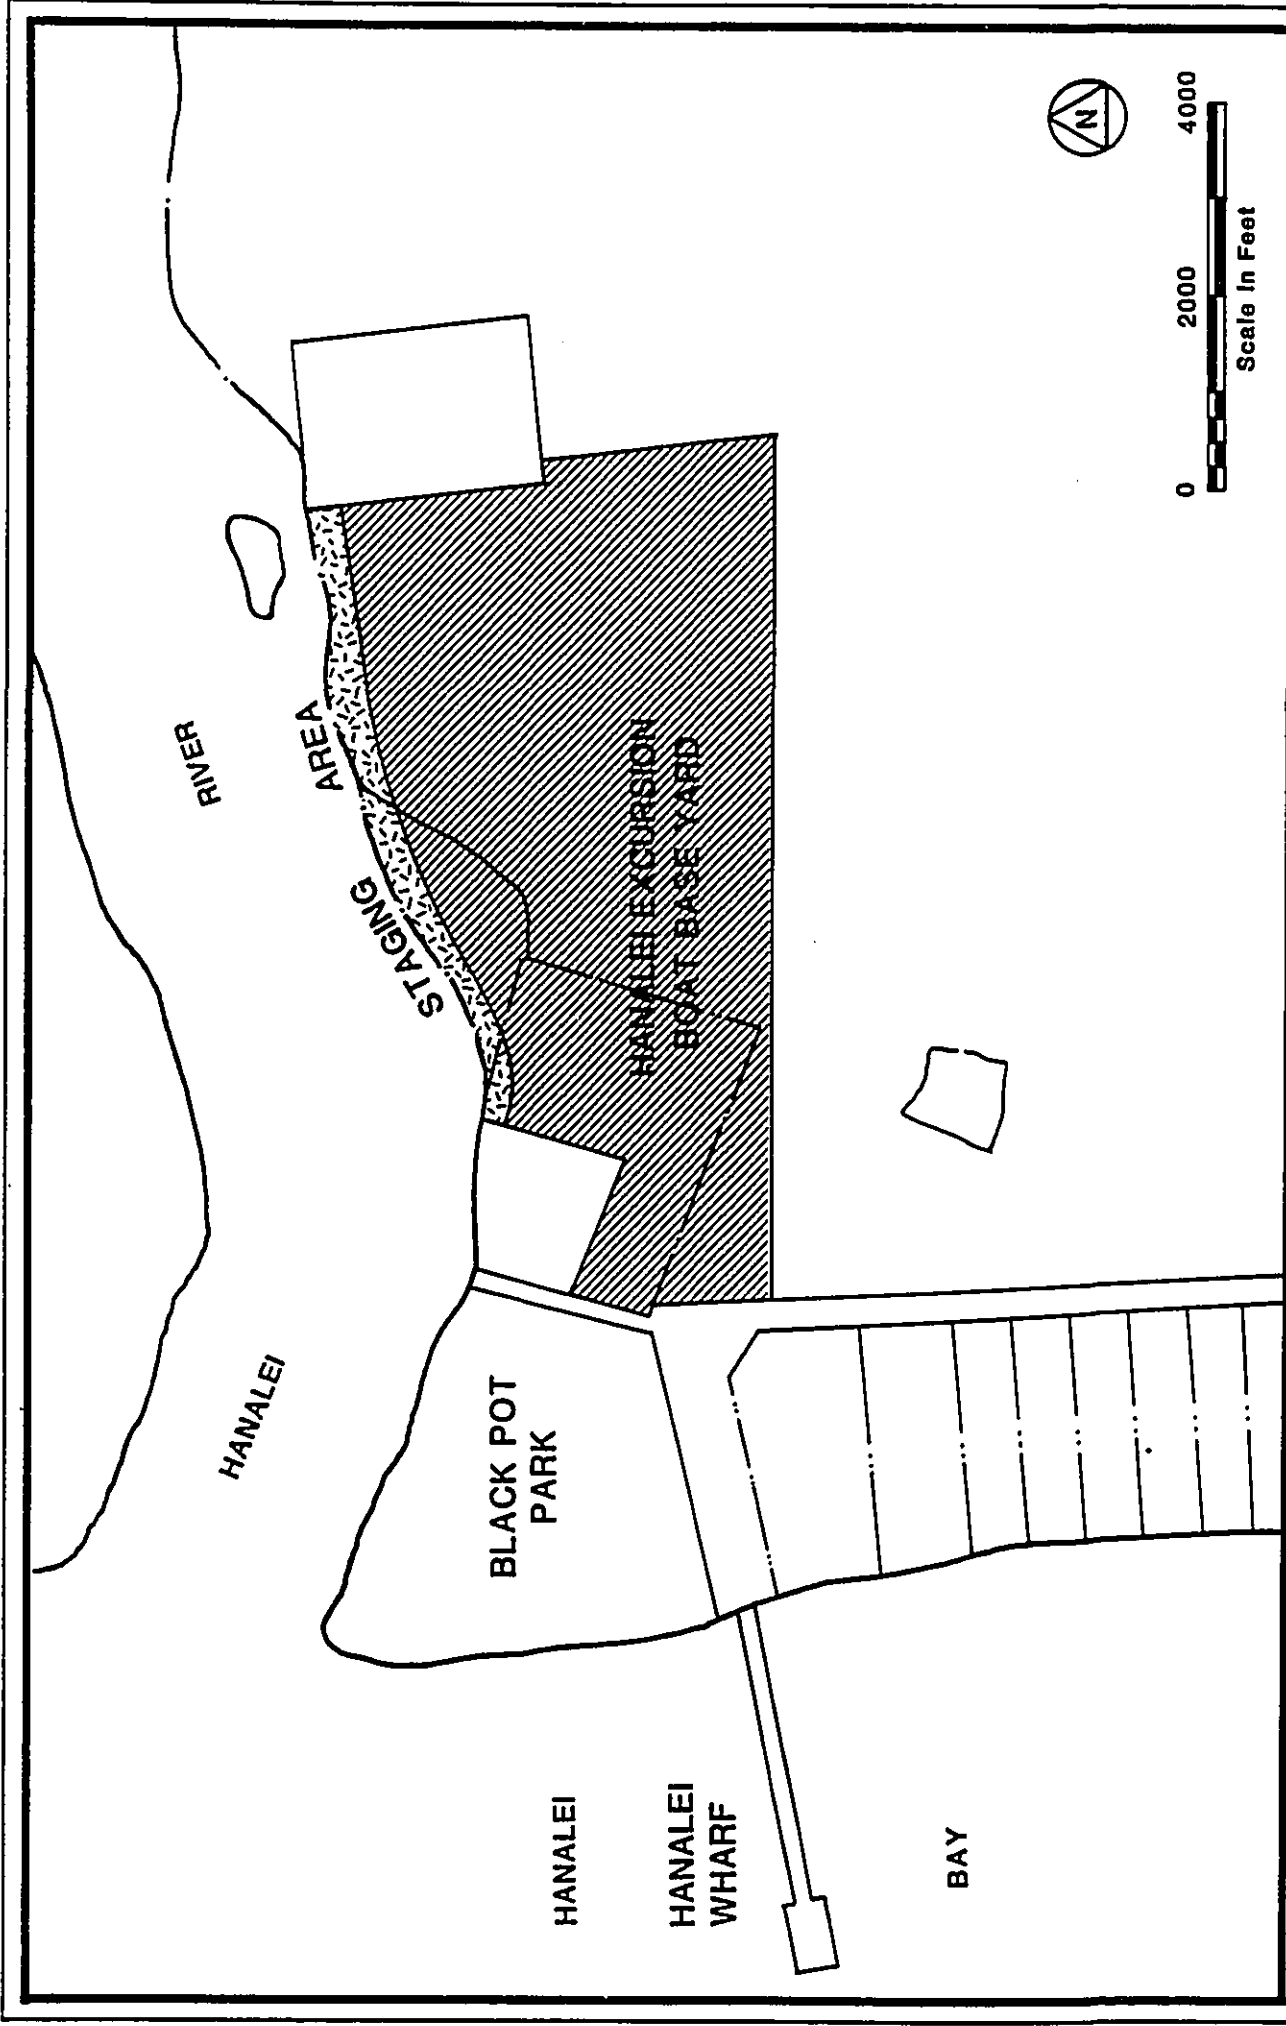 HANALEI
RIVER
STAGING
AREA
BLACK POT
PARK
HANALEI EXCURSION
BOAT BASE YARD
HANALEI
HANALEI
WHARF
BAY
N
0 2000 4000
Scale In Feet